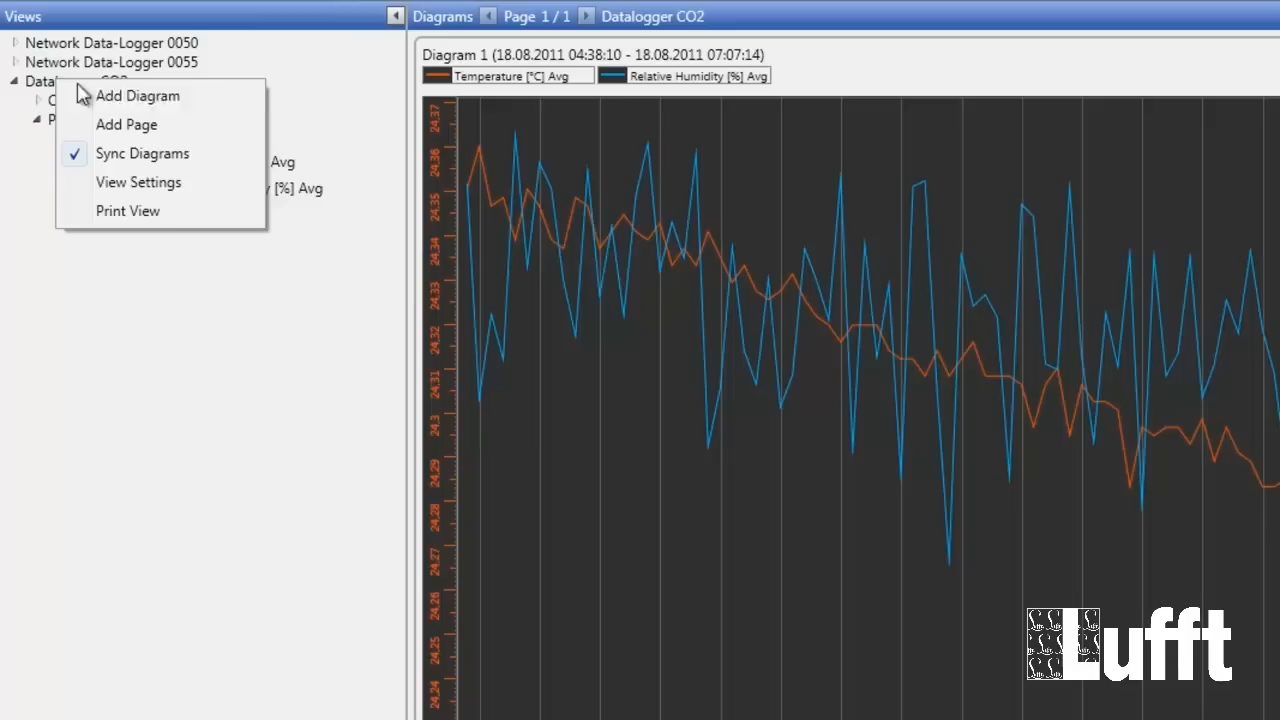 Views
Diagrams
Page 1 / 1
Datalogger CO2
Network Data-Logger 0050
Network Data-Logger 0055
Add Diagram
Add Page
Sync Diagrams
View Settings
Print View
Avg
[%] Avg
Diagram 1 (18.08.2011 04:38:10 - 18.08.2011 07:07:14)
Temperature [°C] Avg
Relative Humidity [%] Avg
24,37
24,36
24,35
24,34
24,33
24,32
24,31
24,3
24,29
24,28
24,27
24,26
24,25
24,24
Lufft